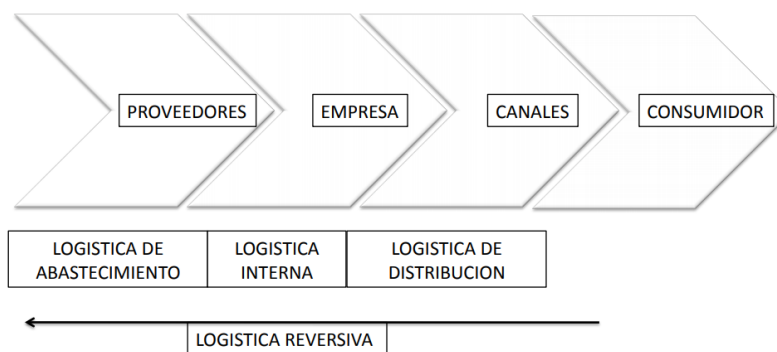 PROVEEDORES
EMPRESA
CANALES
CONSUMIDOR
LOGISTICA DE
ABASTECIMIENTO
LOGISTICA
INTERNA
LOGISTICA DE
DISTRIBUCION
LOGISTICA REVERSIVA